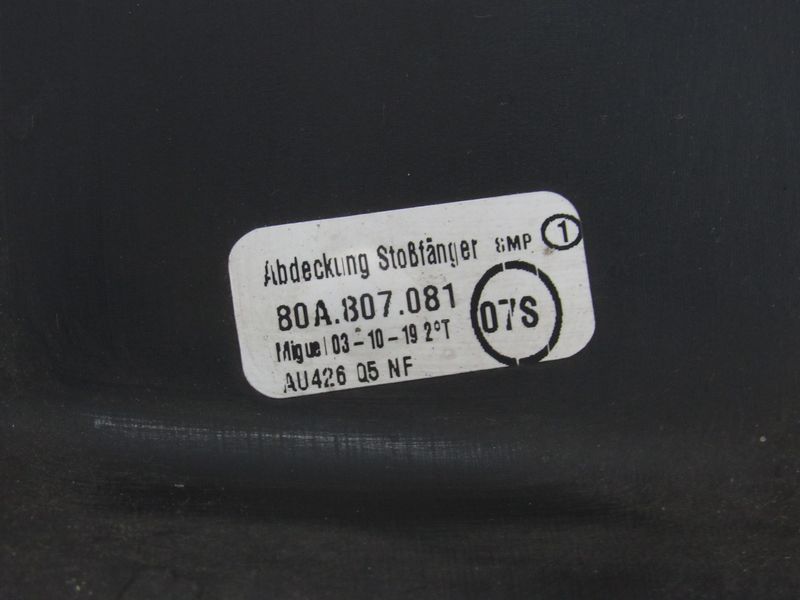 Abdeckung Stoßfänger SMP 1
80A.807.081 07S
Miguel 03-10-19 2°T
AU426 Q5 NF